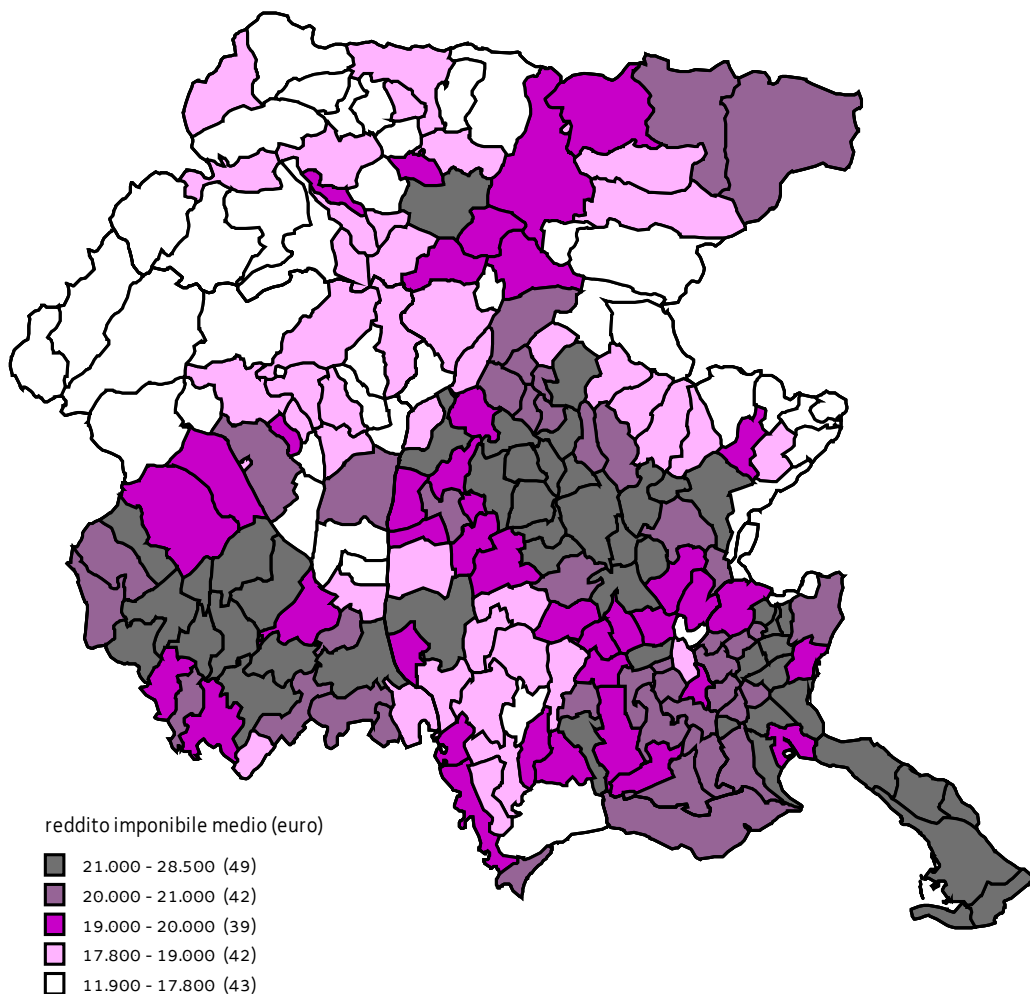 reddito imponibile medio (euro)
21.000 - 28.500 (49)
20.000 - 21.000 (42)
19.000 - 20.000 (39)
17.800 - 19.000 (42)
11.900 - 17.800 (43)